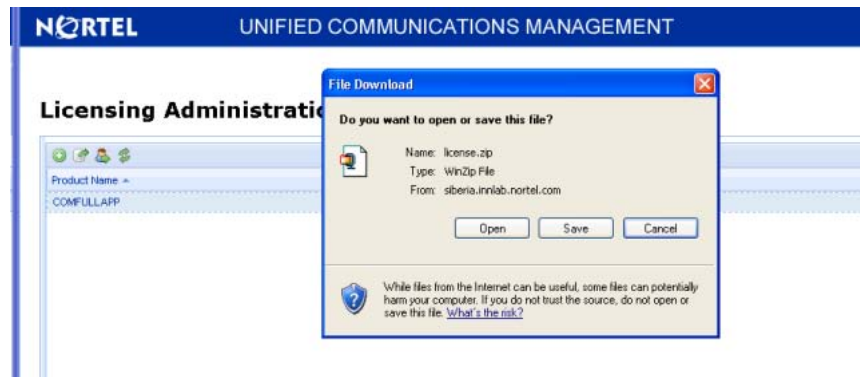 NORTEL
UNIFIED COMMUNICATIONS MANAGEMENT
Licensing Administratio
File Download
Do you want to open or save this file?
Name: license.zip
Type: WinZip File
From: siberia.innlab.nortel.com
Open Save Cancel
While files from the Internet can be useful, some files can potentially
harm your computer. If you do not trust the source, do not open or
save this file. What's the risk?
Product Name
COMFULLAPP